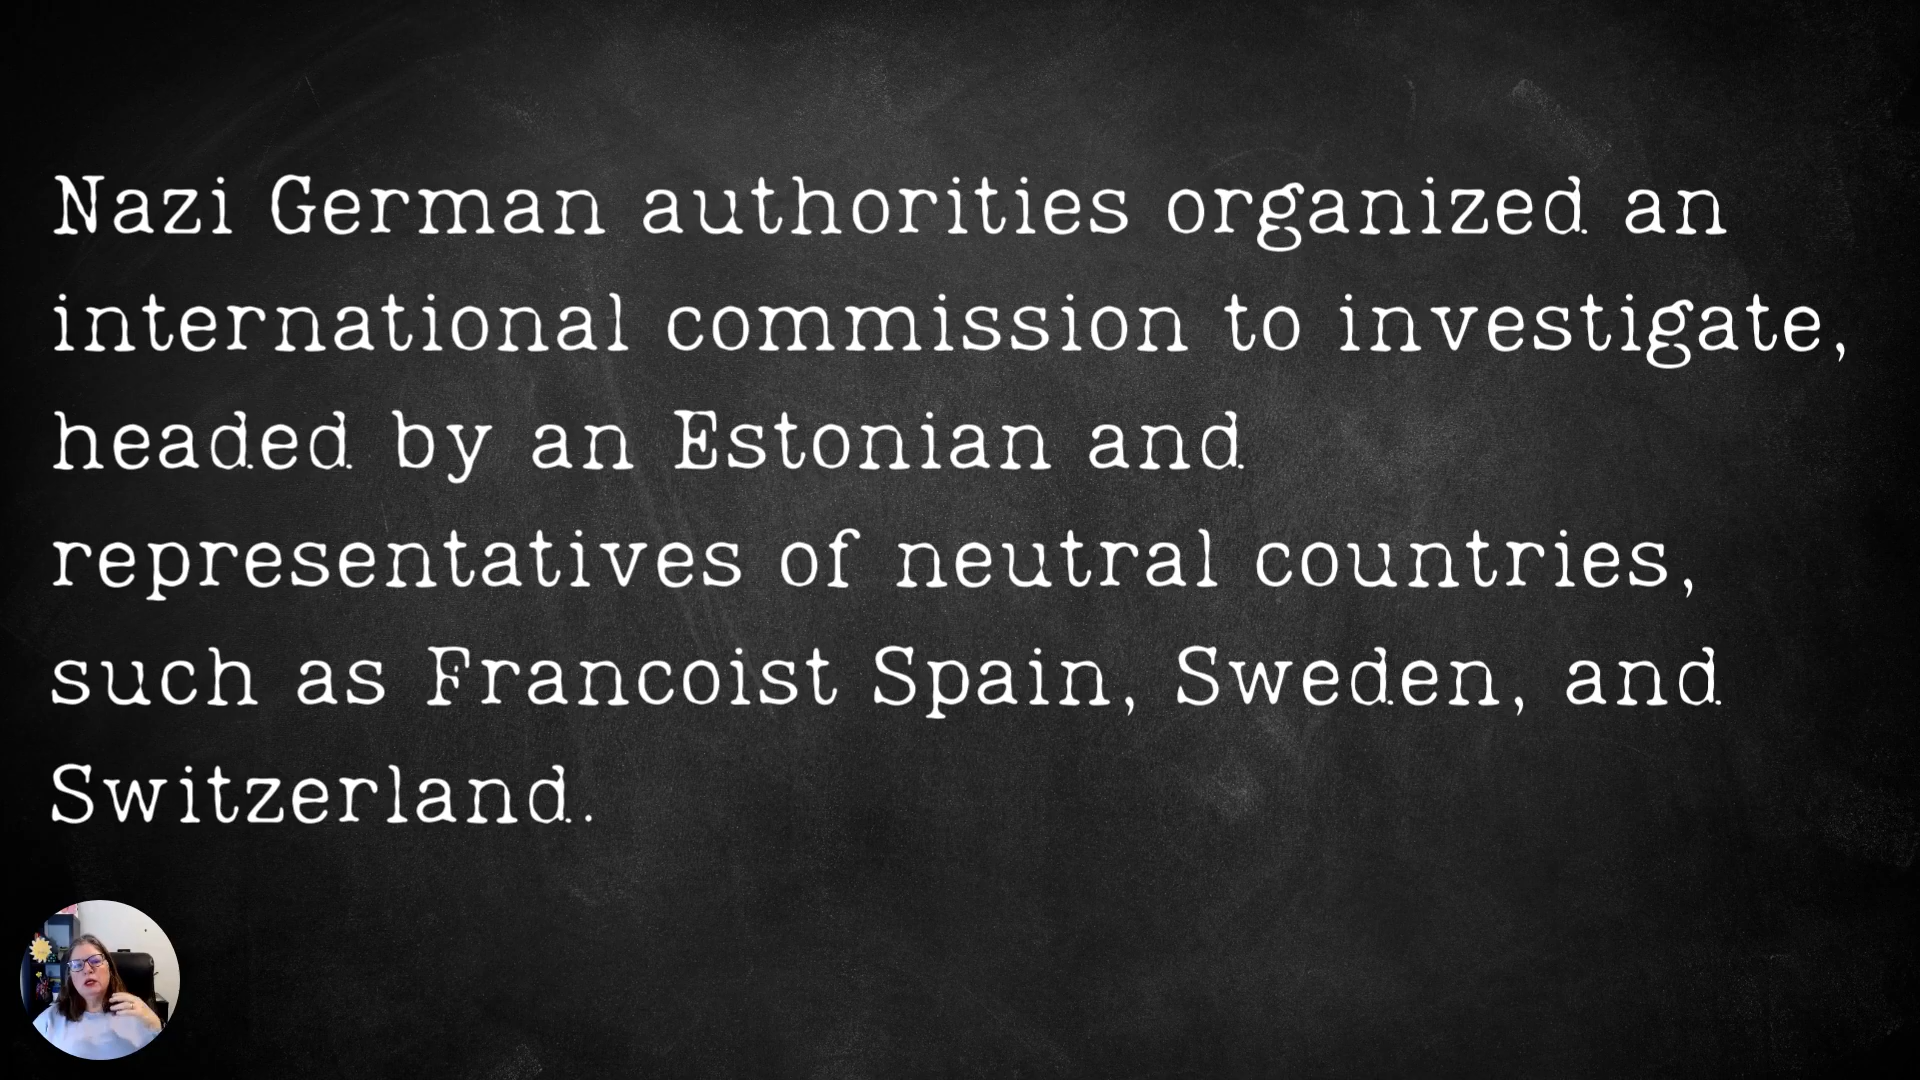 Nazi German authorities organized an
international commission to investigate,
headed by an Estonian and
representatives of neutral countries,
such as Francoist Spain, Sweden, and
Switzerland.